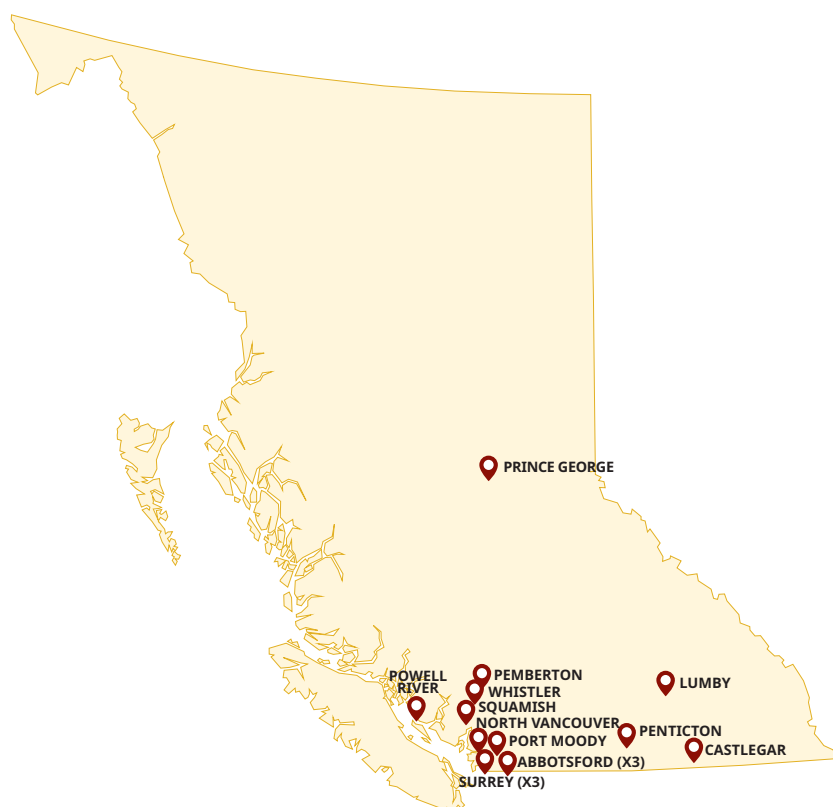 PRINCE GEORGE
POWELL
RIVER
PEMBERTON
WHISTLER
LUMBY
SQUAMISH
NORTH VANCOUVER
PENTICTON
PORT MOODY
CASTLEGAR
ABBOTSFORD (X3)
SURREY (X3)